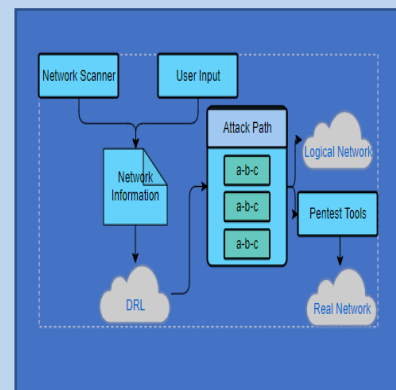 Network Scanner
User Input
Network
Information
DRL
Attack Path
a-b-c
a-b-c
a-b-c
Logical Network
Pentest Tools
Real Network